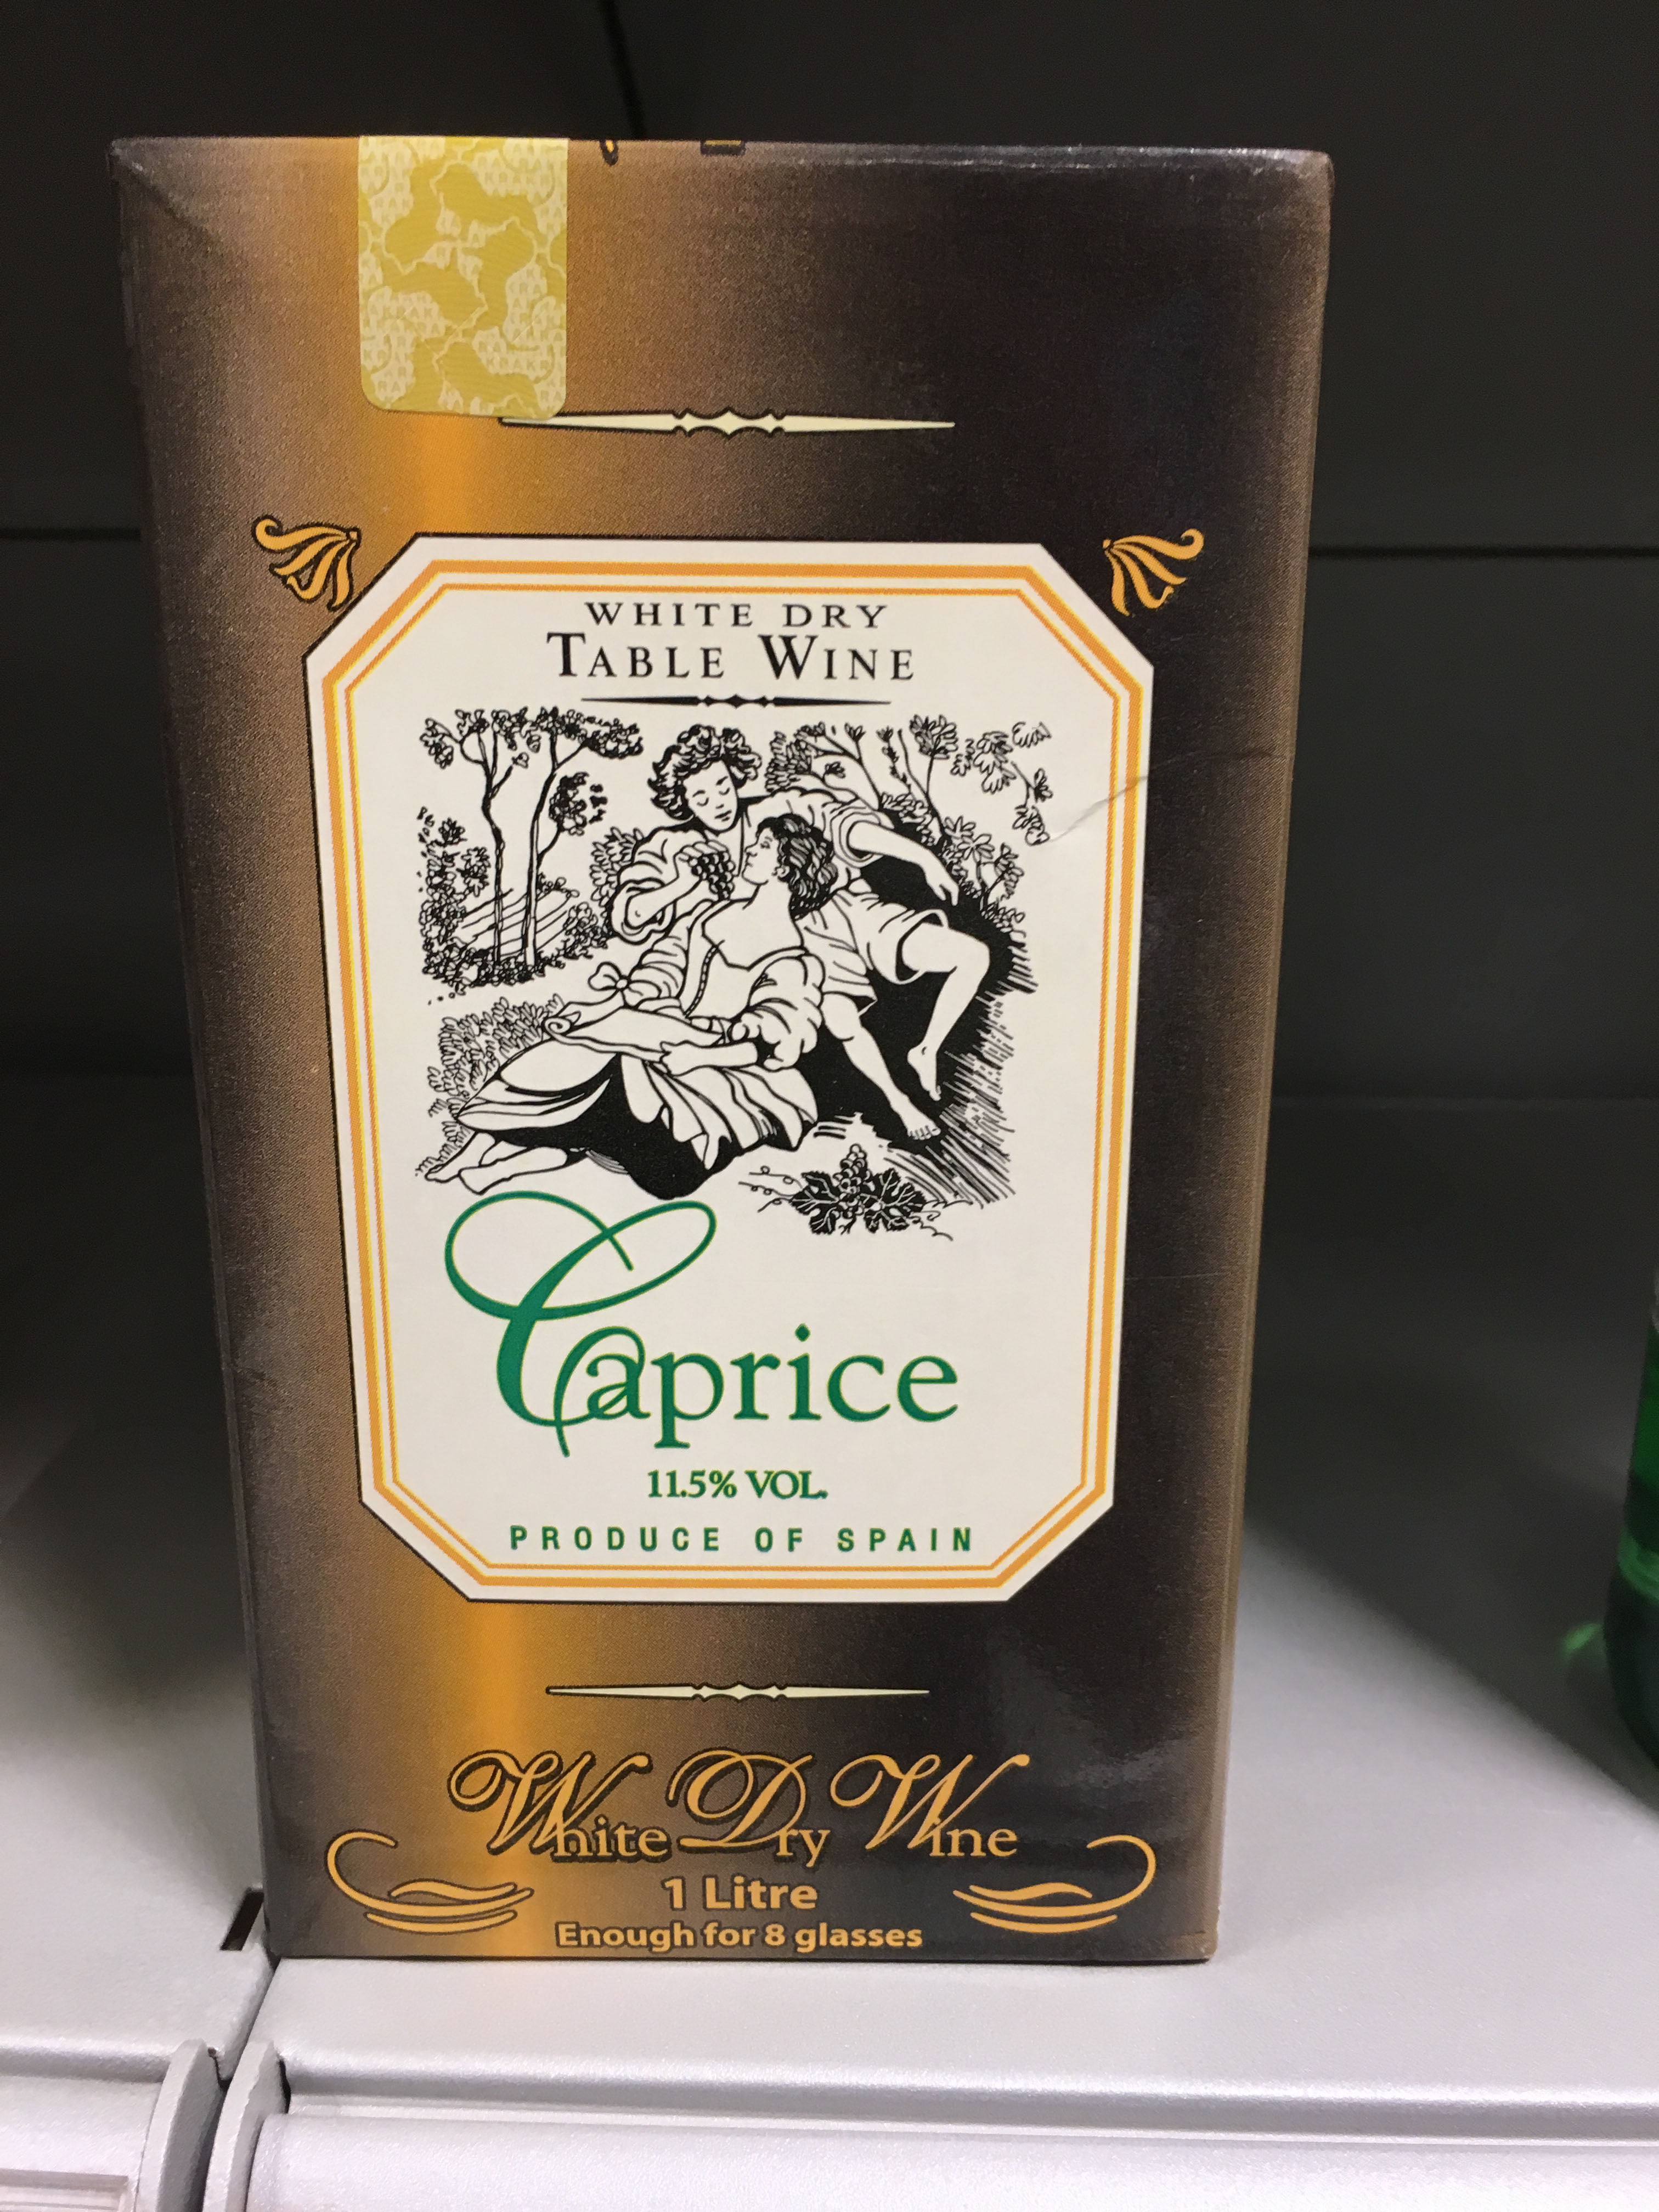 WHITE DRY
TABLE WINE
Caprice
11.5% VOL.
PRODUCE OF SPAIN
White Dry Wine
1 Litre
Enough for 8 glasses